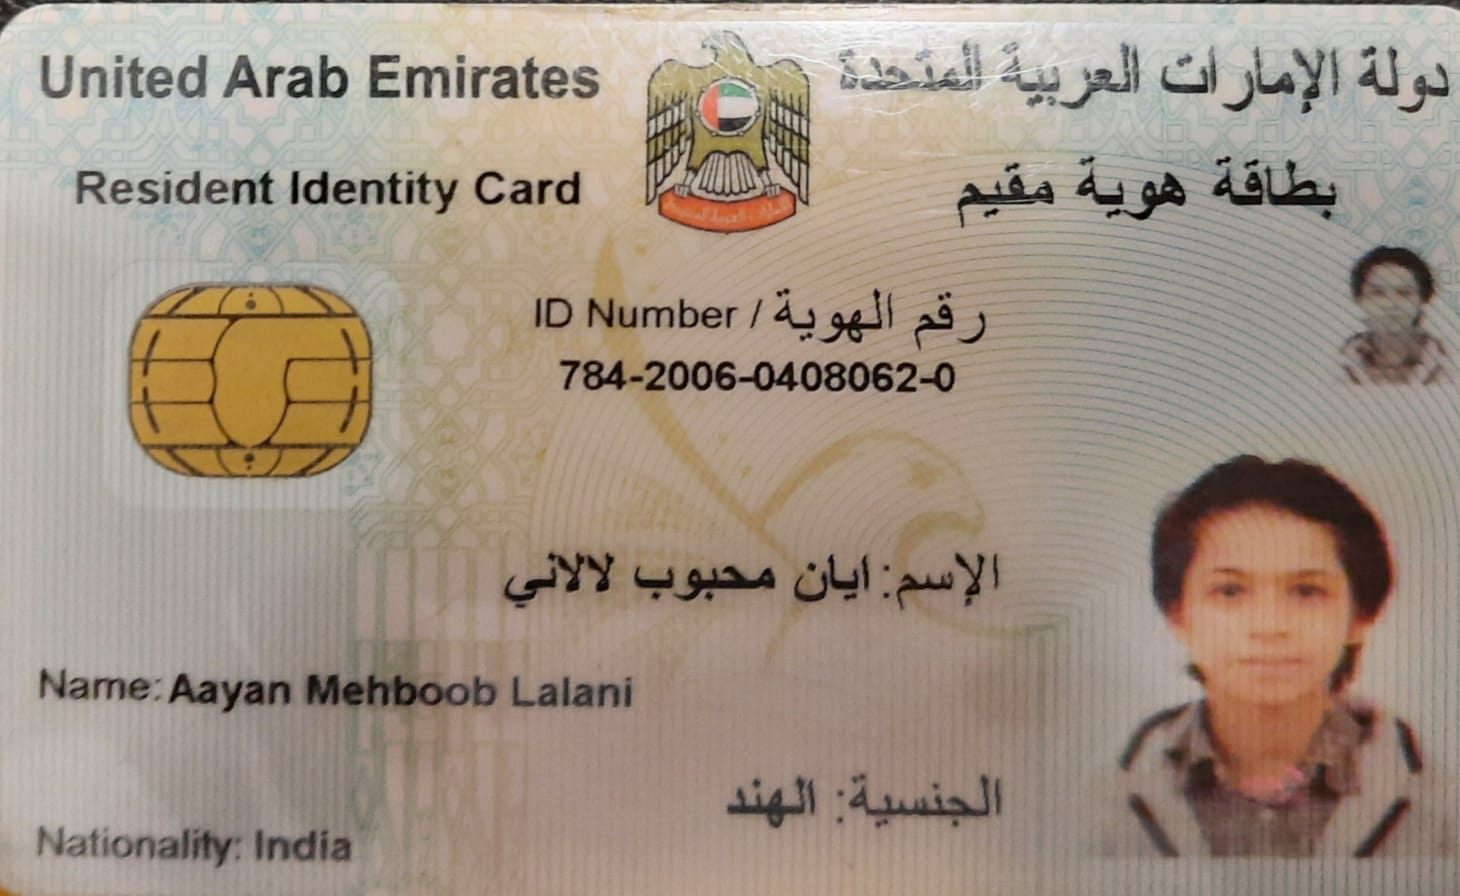 United Arab Emirates
دولة الإمارات العربية المتحدة
Resident Identity Card
بطاقة هوية مقيم
ID Number / رقم الهوية
784-2006-0408062-0
الإسم: ايان محبوب لالاني
Name: Aayan Mehboob Lalani
الجنسية: الهند
Nationality: India